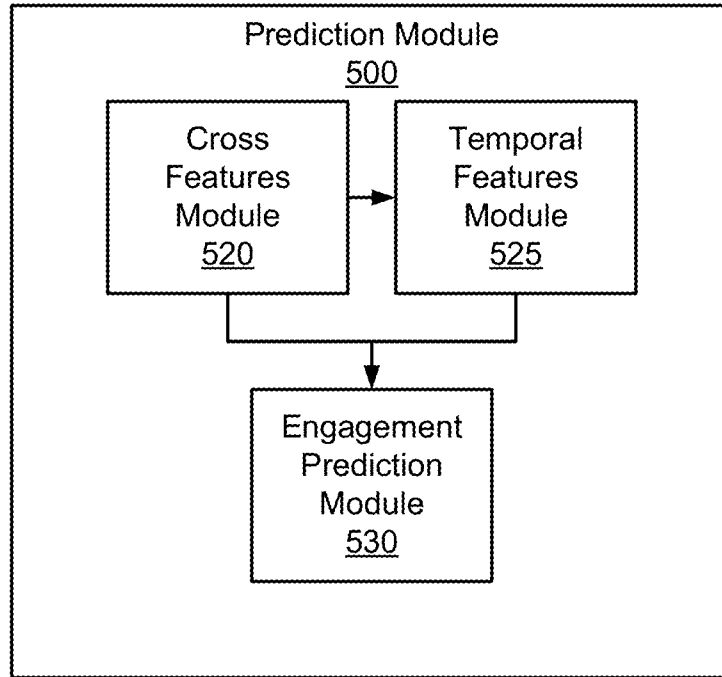 Prediction Module
500
Cross
Features
Module
520
Temporal
Features
Module
525
Engagement
Prediction
Module
530